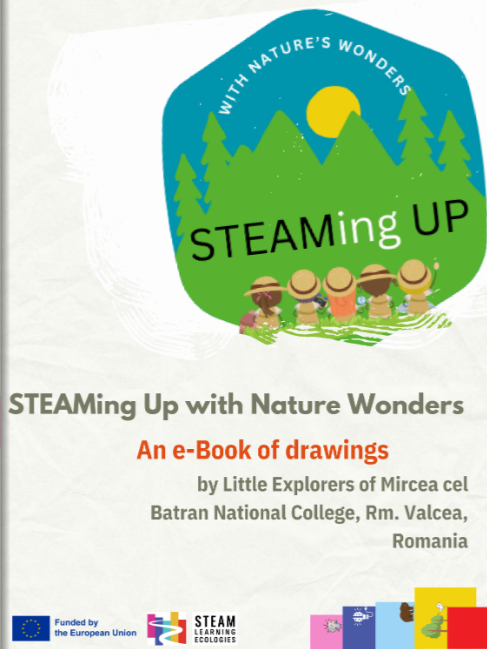 WITH NATURE'S WONDERS
STEAMing UP
STEAMing Up with Nature Wonders
An e-Book of drawings
by Little Explorers of Mircea cel
Batran National College, Rm. Valcea,
Romania
Funded by
the European Union
STEAM
LEARNING
ECOLOGIES